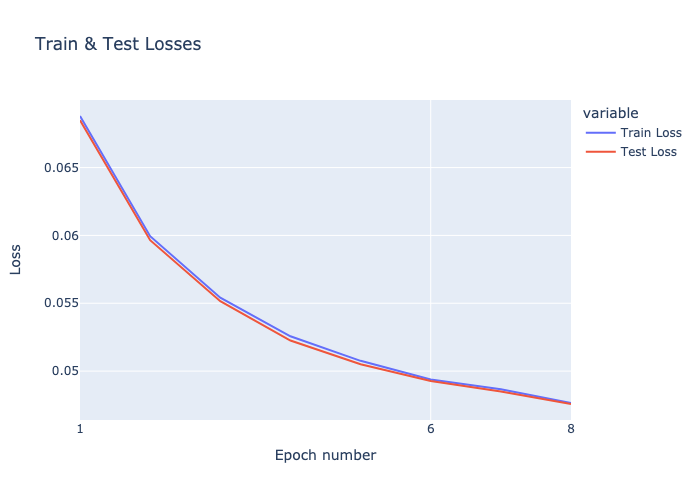 Train & Test Losses
variable
Train Loss
Test Loss
0.065
0.06
0.055
0.05
Loss
1
6
8
Epoch number